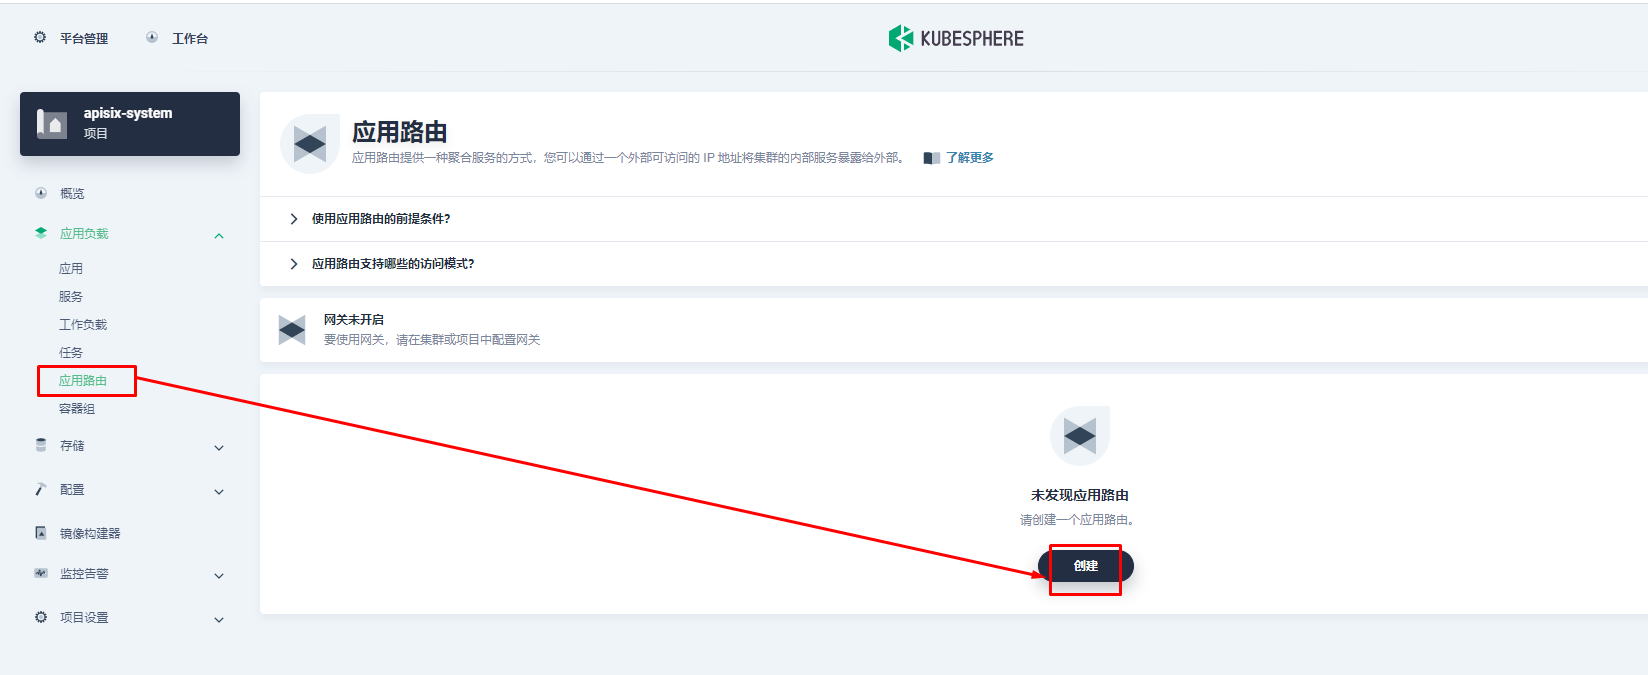 平台管理
工作台
KUBESPHERE
apisix-system
项目
概览
应用负载
应用
服务
工作负载
任务
应用路由
容器组
存储
配置
镜像构建器
监控告警
项目设置
应用路由
应用路由提供一种聚合服务的方式，您可以通过一个外部可访问的 IP 地址将集群的内部服务暴露给外部。 了解更多
使用应用路由的前提条件?
应用路由支持哪些的访问模式?
网关未开启
要使用网关，请在集群或项目中配置网关
未发现应用路由
请创建一个应用路由。
创建